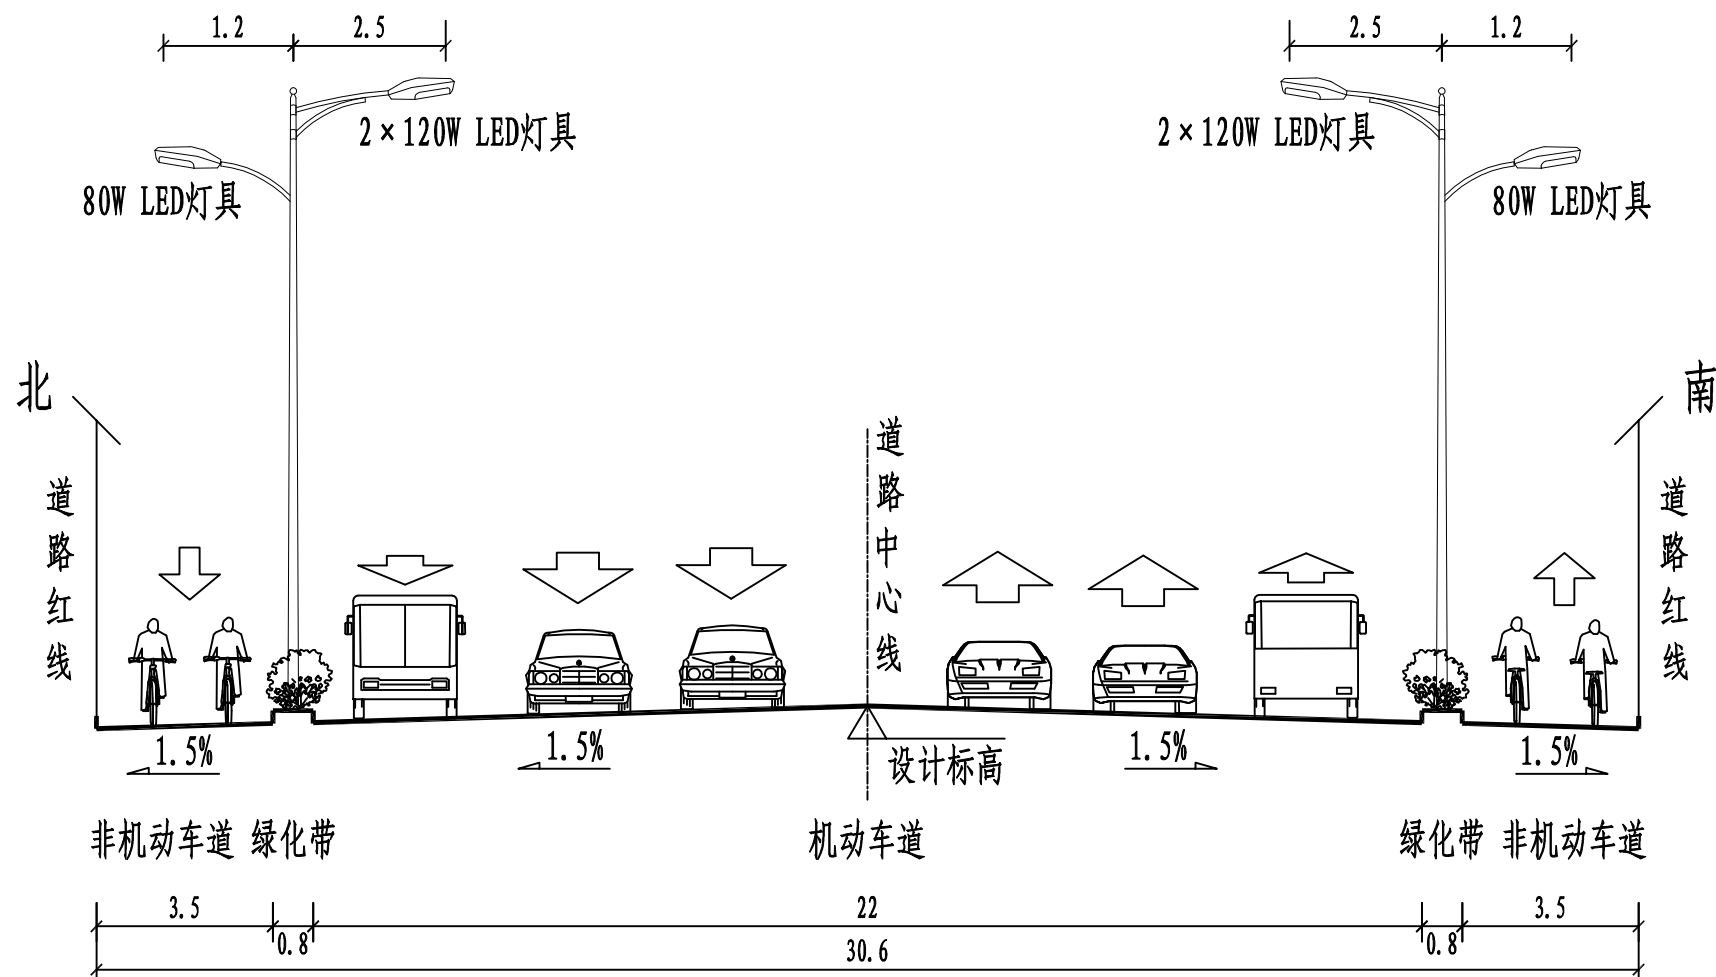 1.2 2.5 2.5 1.2
2×120W LED灯具 2×120W LED灯具
80W LED灯具 80W LED灯具
北 南
道路红线
道路中心线
道路红线
1.5% 1.5% 1.5% 1.5%
设计标高
非机动车道 绿化带 机动车道 绿化带 非机动车道
3.5 22 3.5
0.8 0.8
30.6